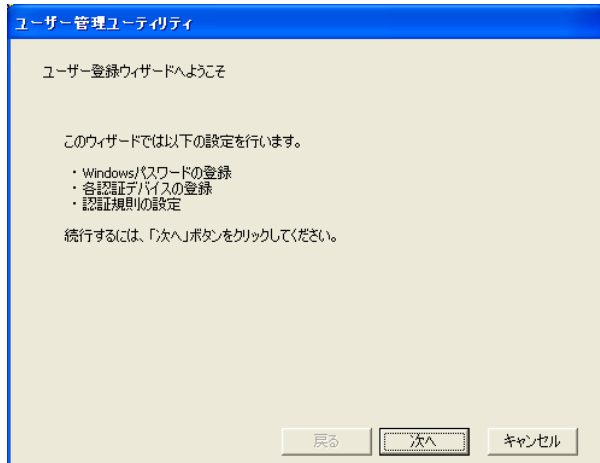 ユーザー管理ユーティリティ
ユーザー登録ウィザードへようこそ
このウィザードでは以下の設定を行います。
・Windowsパスワードの登録
・各認証デバイスの登録
・認証規則の設定
続行するには、「次へ」ボタンをクリックしてください。
戻る 次へ キャンセル